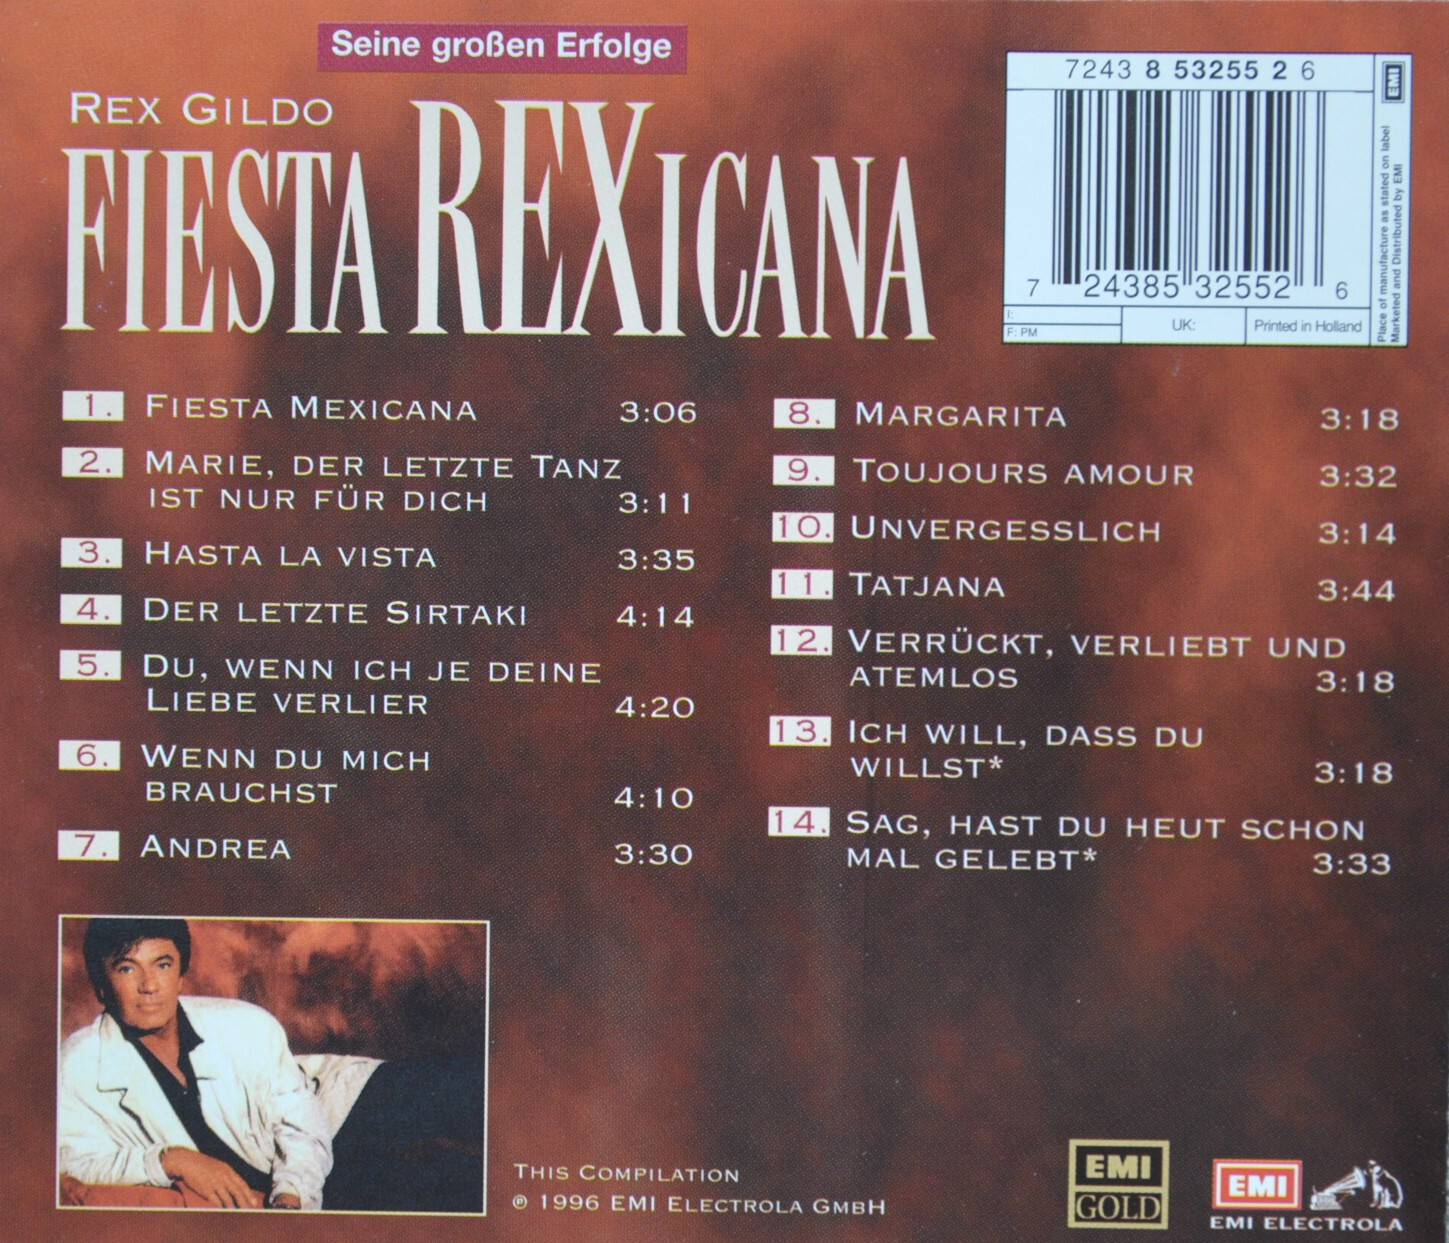 Seine großen Erfolge
REX GILDO
FIESTA REXICANA
7243 8 53255 2 6
7 24385 32552 6
I:
F: PM
UK:
Printed in Holland
EMI
Place of manufacture as stated on label
Marketed and Distributed by EMI
1. FIESTA MEXICANA 3:06
2. MARIE, DER LETZTE TANZ
IST NUR FÜR DICH 3:11
3. HASTA LA VISTA 3:35
4. DER LETZTE SIRTAKI 4:14
5. DU, WENN ICH JE DEINE
LIEBE VERLIER 4:20
6. WENN DU MICH
BRAUCHST 4:10
7. ANDREA 3:30
8. MARGARITA 3:18
9. TOUJOURS AMOUR 3:32
10. UNVERGESSLICH 3:14
11. TATJANA 3:44
12. VERRÜCKT, VERLIEBT UND
ATEMLOS 3:18
13. ICH WILL, DASS DU
WILLST* 3:18
14. SAG, HAST DU HEUT SCHON
MAL GELEBT* 3:33
THIS COMPILATION
℗ 1996 EMI ELECTROLA GMBH
EMI
GOLD
EMI
EMI ELECTROLA